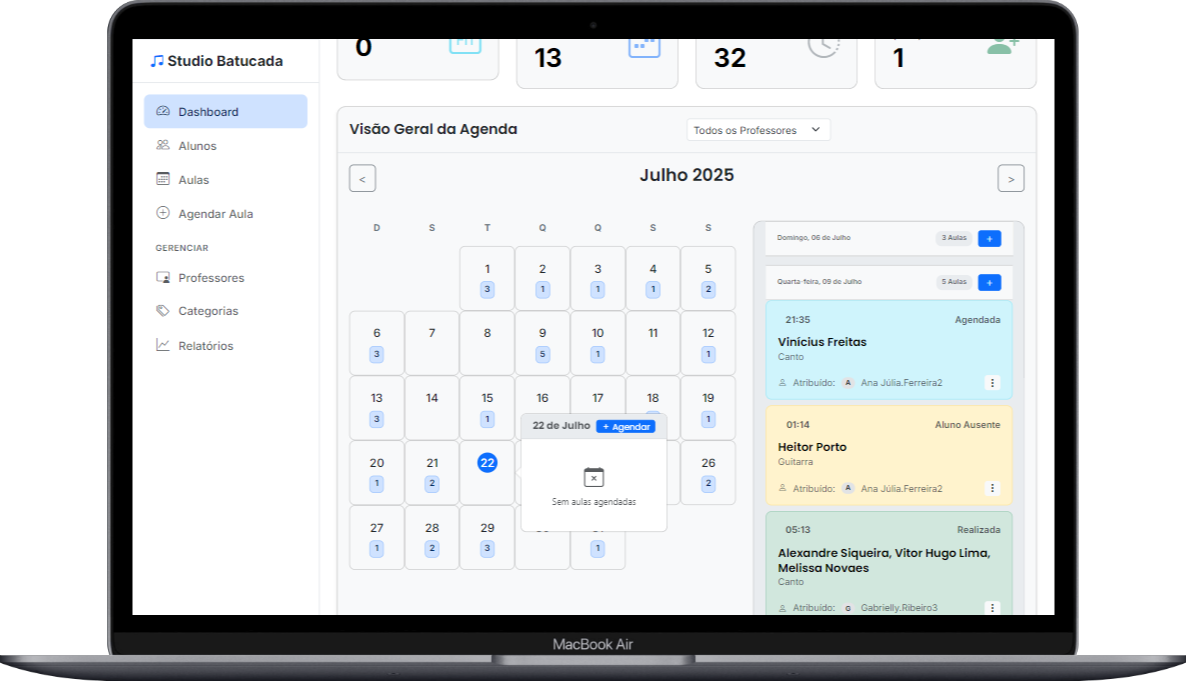 Studio Batucada
Dashboard
Alunos
Aulas
Agendar Aula
GERENCIAR
Professores
Categorias
Relatórios
0
13
32
1
Visão Geral da Agenda
Todos os Professores
<
Julho 2025
>
D S T Q Q S S
1 2 3 4 5
3 1 1 1 2
6 7 8 9 10 11 12
3 5 1 1
13 14 15 16 17 18 19
3 1 1
22 de Julho
+ Agendar
Sem aulas agendadas
20 21 22 26
1 2 2
27 28 29
1 2 3 1
Domingo, 06 de Julho
3 Aulas
+
Quarta-feira, 09 de Julho
5 Aulas
+
21:35 Agendada
Vinícius Freitas
Canto
Atribuído: A Ana Júlia.Ferreira2
01:14 Aluno Ausente
Heitor Porto
Guitarra
Atribuído: A Ana Júlia.Ferreira2
05:13 Realizada
Alexandre Siqueira, Vitor Hugo Lima,
Melissa Novaes
Canto
Atribuído: G Gabrielly.Ribeiro3
MacBook Air